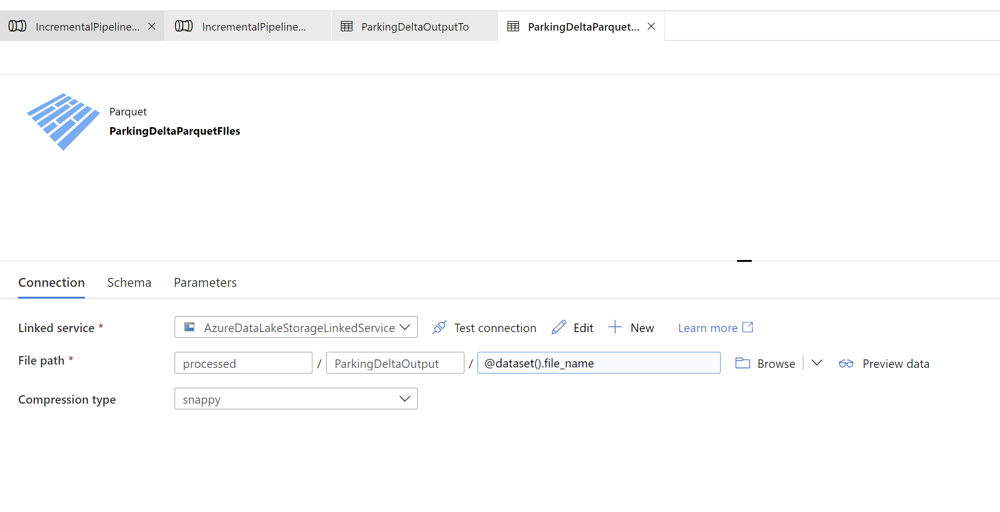 IncrementalPipeline... IncrementalPipeline... ParkingDeltaOutputTo ParkingDeltaParquet...
Parquet
ParkingDeltaParquetFIles
Connection Schema Parameters
Linked service * AzureDataLakeStorageLinkedService Test connection Edit New Learn more
File path * processed / ParkingDeltaOutput / @dataset().file_name Browse Preview data
Compression type snappy